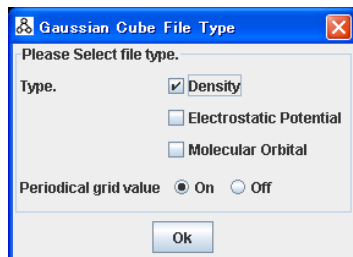 Gaussian Cube File Type
Please Select file type.
Type.
Density
Electrostatic Potential
Molecular Orbital
Periodical grid value On Off
Ok